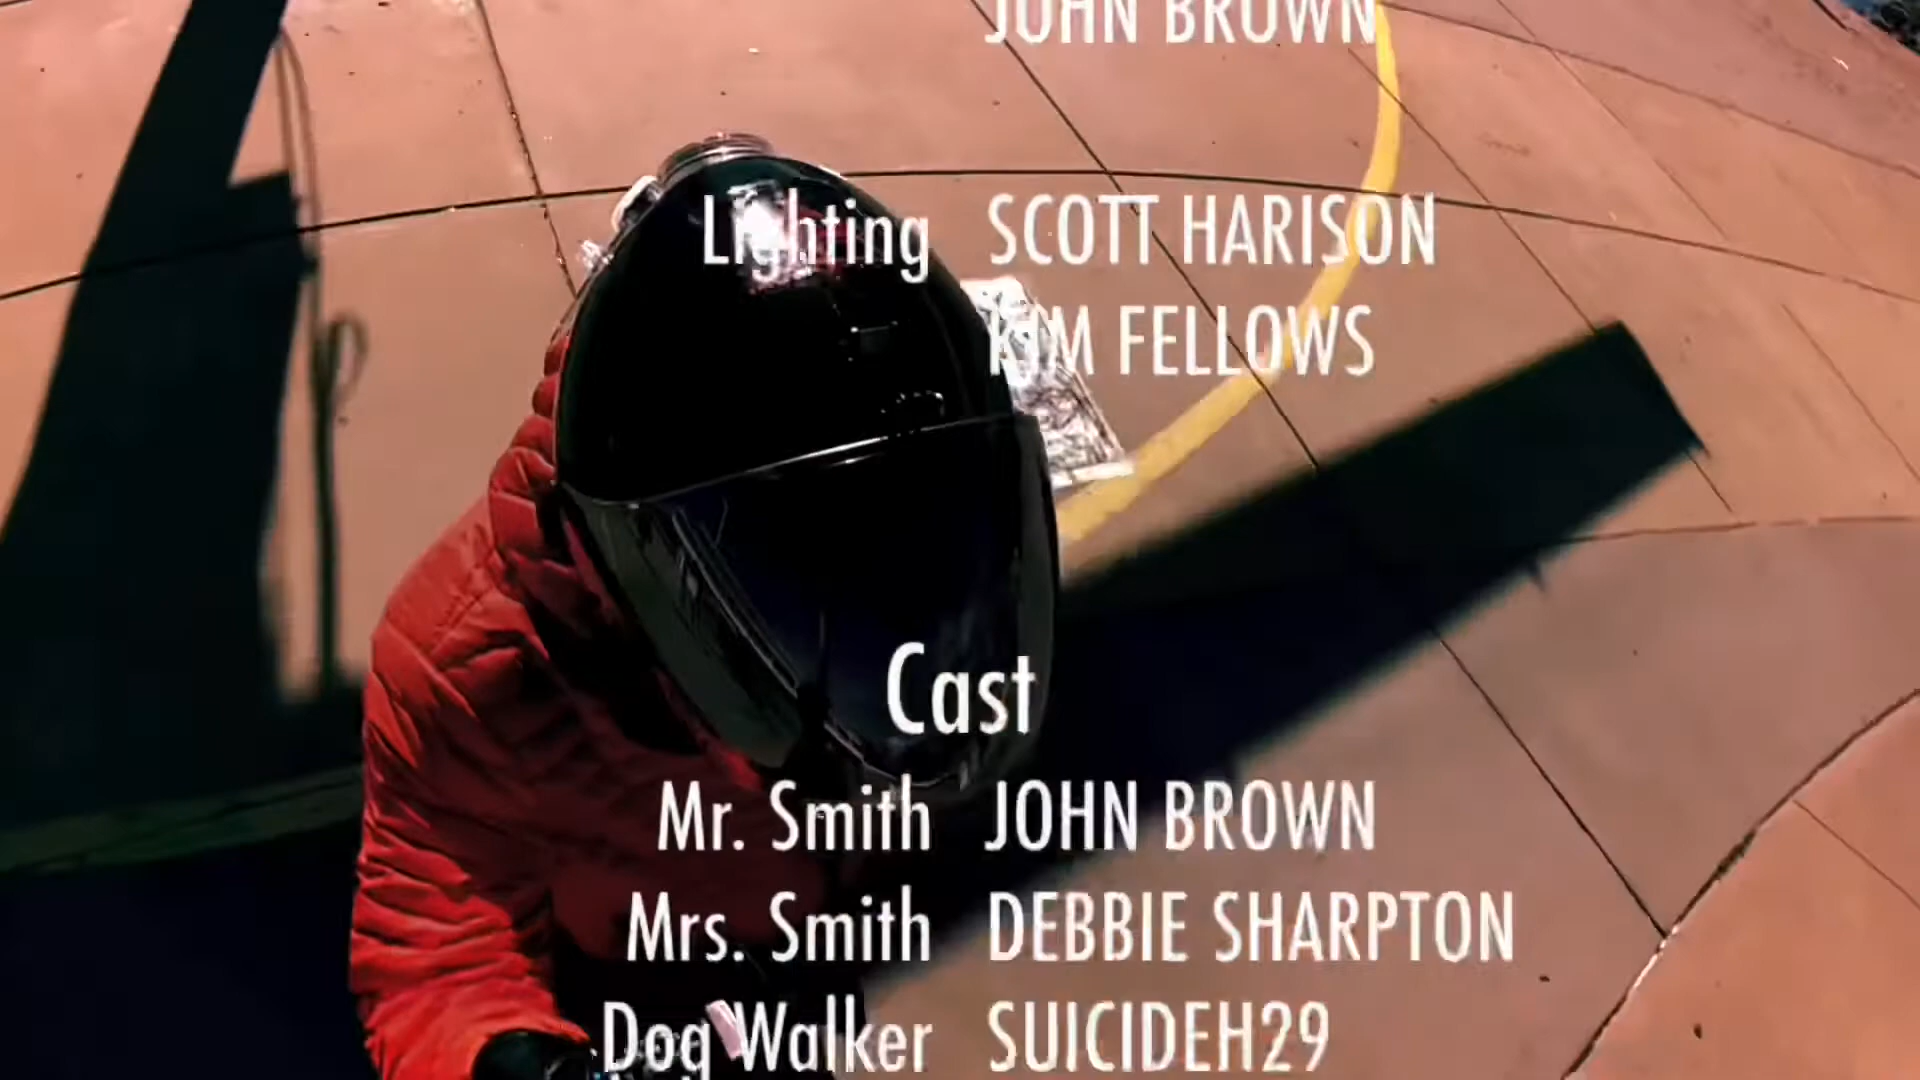 JOHN BROWN
Lighting SCOTT HARISON
KIM FELLOWS
Cast
Mr. Smith JOHN BROWN
Mrs. Smith DEBBIE SHARPTON
Dog Walker SUICIDEH29